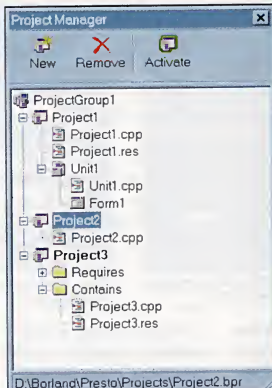 Project Manager
New Remove Activate
ProjectGroup1
Project1
Project1.cpp
Project1.res
Unit1
Unit1.cpp
Form1
Project2
Project2.cpp
Project3
Requires
Contains
Project3.cpp
Project3.res
D:\Borland\Presto\Projects\Project2.bpr